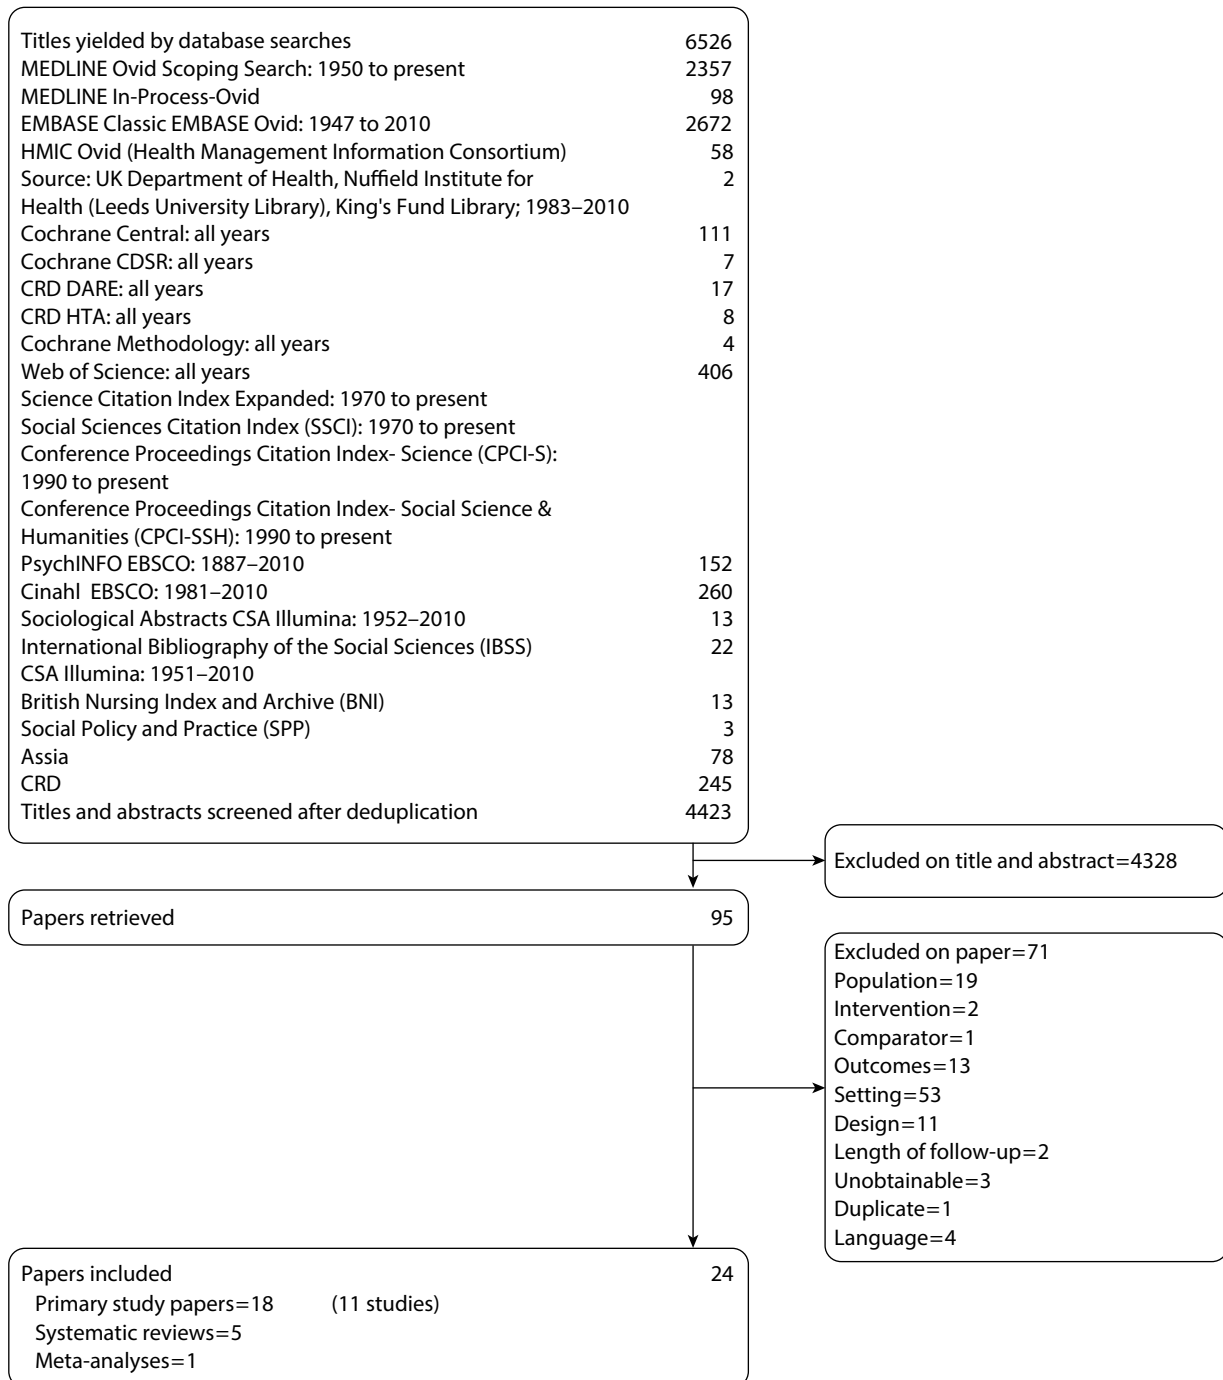 Titles yielded by database searches 6526
MEDLINE Ovid Scoping Search: 1950 to present 2357
MEDLINE In-Process-Ovid 98
EMBASE Classic EMBASE Ovid: 1947 to 2010 2672
HMIC Ovid (Health Management Information Consortium) 58
Source: UK Department of Health, Nuffield Institute for 2
Health (Leeds University Library), King's Fund Library; 1983–2010
Cochrane Central: all years 111
Cochrane CDSR: all years 7
CRD DARE: all years 17
CRD HTA: all years 8
Cochrane Methodology: all years 4
Web of Science: all years 406
Science Citation Index Expanded: 1970 to present
Social Sciences Citation Index (SSCI): 1970 to present
Conference Proceedings Citation Index- Science (CPCI-S):
1990 to present
Conference Proceedings Citation Index- Social Science &
Humanities (CPCI-SSH): 1990 to present
PsychINFO EBSCO: 1887–2010 152
Cinahl EBSCO: 1981–2010 260
Sociological Abstracts CSA Illumina: 1952–2010 13
International Bibliography of the Social Sciences (IBSS) 22
CSA Illumina: 1951–2010
British Nursing Index and Archive (BNI) 13
Social Policy and Practice (SPP) 3
Assia 78
CRD 245
Titles and abstracts screened after deduplication 4423
Excluded on title and abstract=4328
Papers retrieved 95
Excluded on paper=71
Population=19
Intervention=2
Comparator=1
Outcomes=13
Setting=53
Design=11
Length of follow-up=2
Unobtainable=3
Duplicate=1
Language=4
Papers included 24
Primary study papers=18 (11 studies)
Systematic reviews=5
Meta-analyses=1